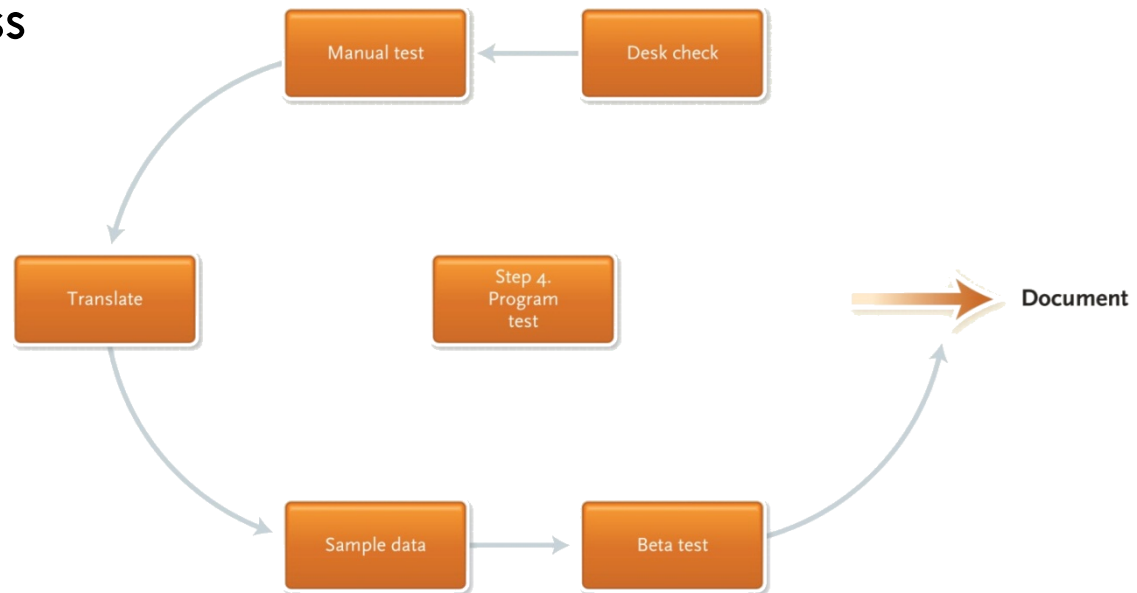 ss
Manual test
Desk check
Translate
Step 4.
Program
test
Document
Sample data
Beta test